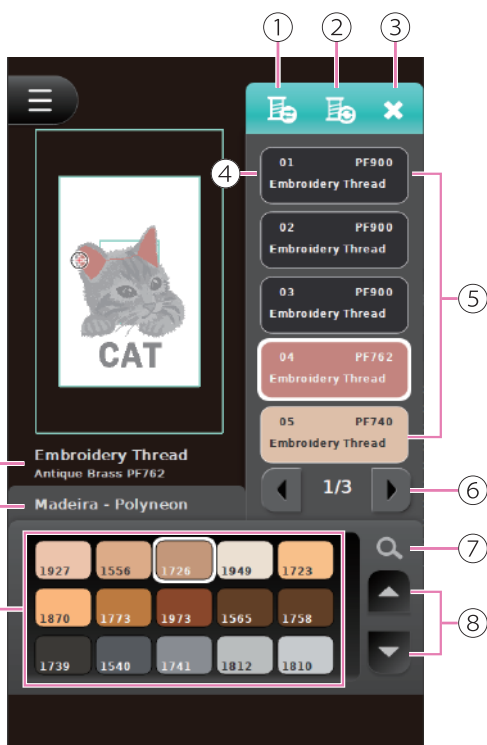 ① ② ③
④
01 PF900
Embroidery Thread
02 PF900
Embroidery Thread
⑤
03 PF900
Embroidery Thread
04 PF762
Embroidery Thread
05 PF740
Embroidery Thread
CAT
Embroidery Thread
Antique Brass PF762
1/3
⑥
Madeira - Polyneon
⑦
1927 1556 1726 1949 1723
1870 1773 1973 1565 1758
⑧
1739 1540 1741 1812 1810